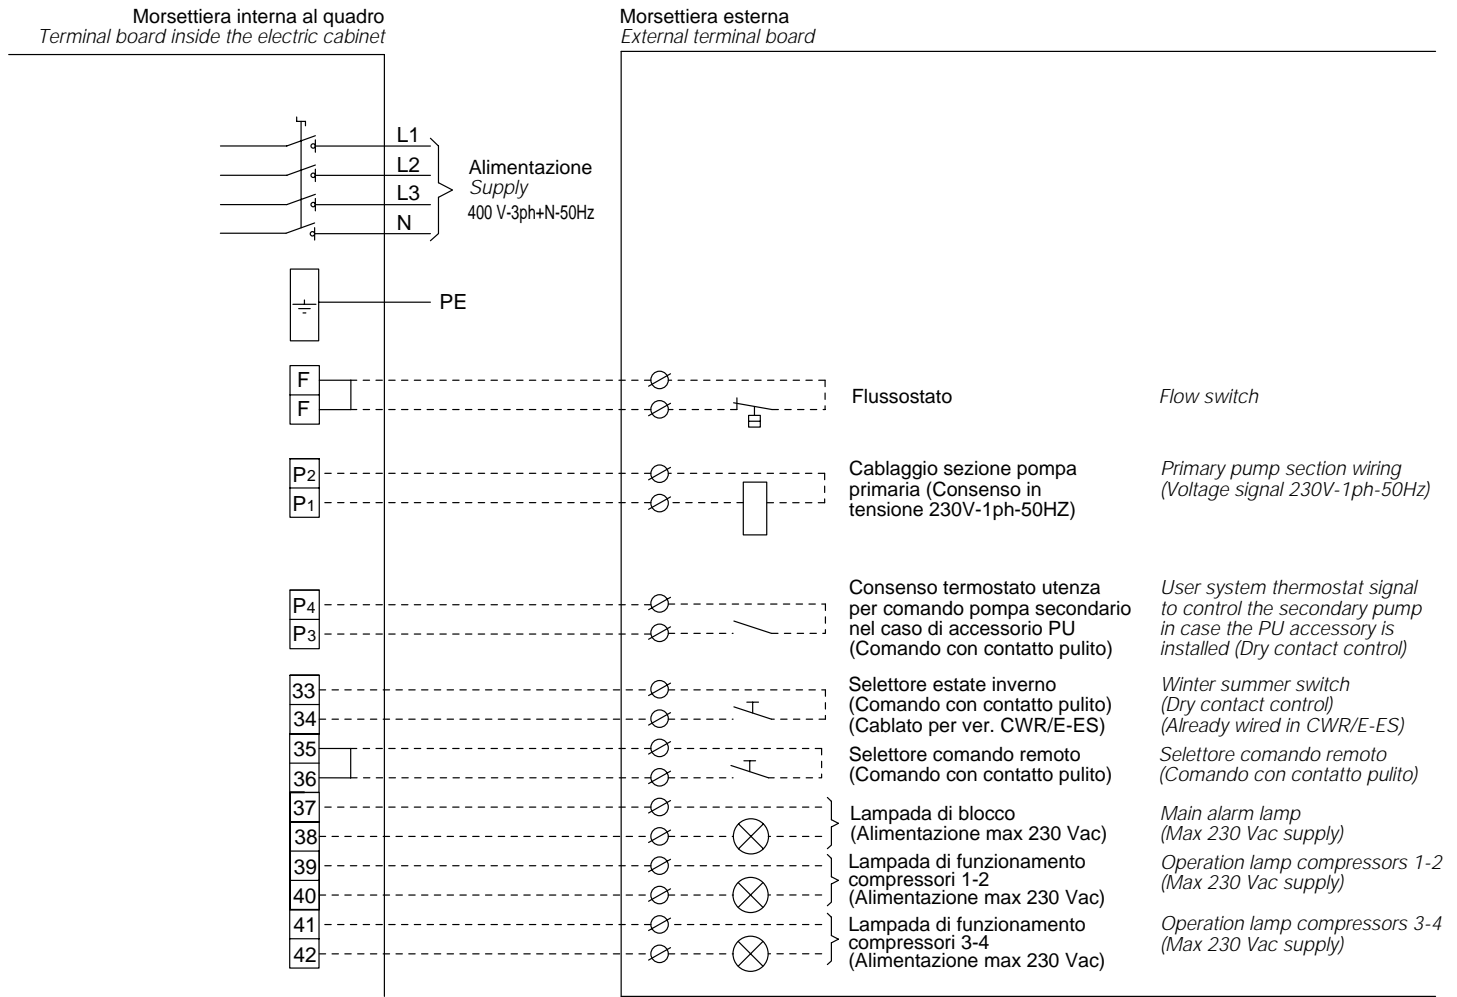 Morsettiera interna al quadro
Terminal board inside the electric cabinet
Morsettiera esterna
External terminal board
L1
L2
L3
N
Alimentazione
Supply
400 V-3ph+N-50Hz
PE
F
F
Flussostato
Flow switch
P2
P1
Cablaggio sezione pompa
primaria (Consenso in
tensione 230V-1ph-50HZ)
Primary pump section wiring
(Voltage signal 230V-1ph-50Hz)
P4
P3
Consenso termostato utenza
per comando pompa secondario
nel caso di accessorio PU
(Comando con contatto pulito)
User system thermostat signal
to control the secondary pump
in case the PU accessory is
installed (Dry contact control)
33
34
Selettore estate inverno
(Comando con contatto pulito)
(Cablato per ver. CWR/E-ES)
Winter summer switch
(Dry contact control)
(Already wired in CWR/E-ES)
35
36
Selettore comando remoto
(Comando con contatto pulito)
Selettore comando remoto
(Comando con contatto pulito)
37
38
Lampada di blocco
(Alimentazione max 230 Vac)
Main alarm lamp
(Max 230 Vac supply)
39
40
Lampada di funzionamento
compressori 1-2
(Alimentazione max 230 Vac)
Operation lamp compressors 1-2
(Max 230 Vac supply)
41
42
Lampada di funzionamento
compressori 3-4
(Alimentazione max 230 Vac)
Operation lamp compressors 3-4
(Max 230 Vac supply)